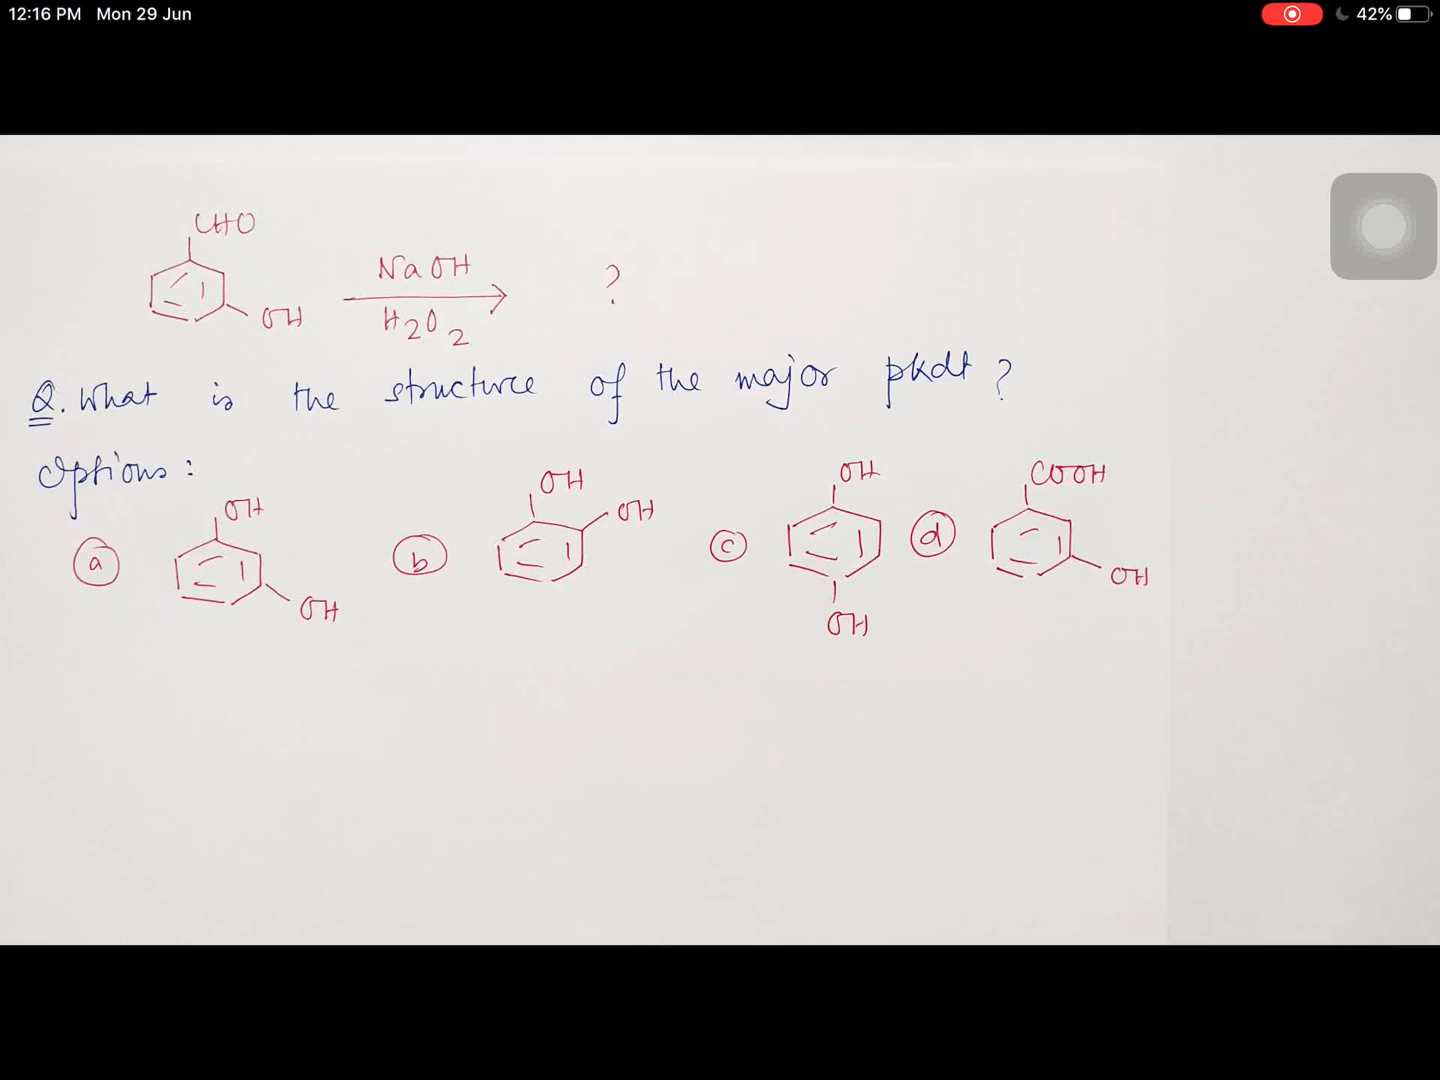 12:16 PM Mon 29 Jun
42%
CHO
OH
NaOH
H2O2
?
Q. What is the structure of the major pkdt ?
Options :
a OH OH
b OH OH
c OH OH
d COOH OH